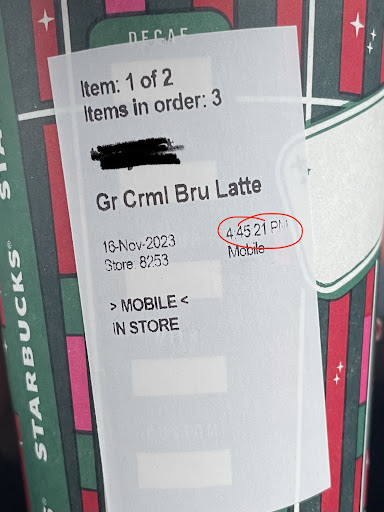 DECAF
Item: 1 of 2
Items in order: 3
Gr Crml Bru Latte
16-Nov-2023
4:45:21 PM
Store: 8253
Mobile
> MOBILE <
IN STORE
CUSTOM
STARBUCKS®